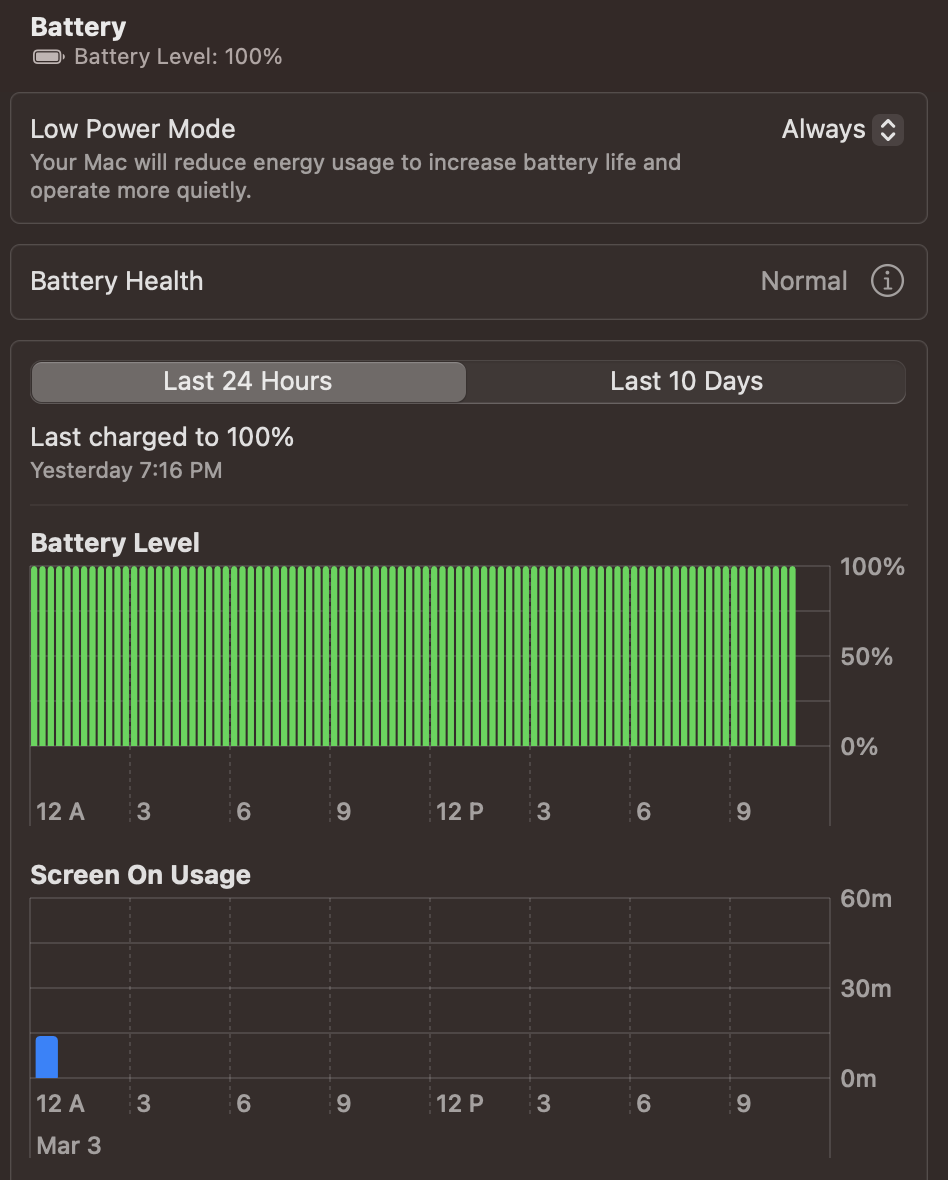 Battery
Battery Level: 100%
Low Power Mode
Always
Your Mac will reduce energy usage to increase battery life and
operate more quietly.
Battery Health
Normal
Last 24 Hours
Last 10 Days
Last charged to 100%
Yesterday 7:16 PM
Battery Level
100%
50%
0%
12 A 3 6 9 12 P 3 6 9
Screen On Usage
60m
30m
0m
12 A 3 6 9 12 P 3 6 9
Mar 3